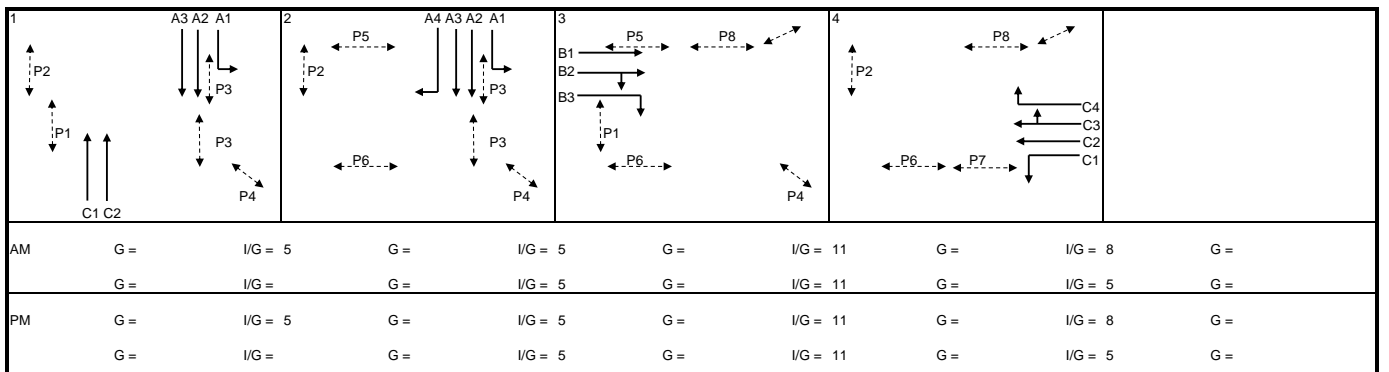 1 A3 A2 A1 2 A4 A3 A2 A1 3 4
P5 P5 P8 P8
B1
P2 P2 B2 P2
P3 P3
B3 C4
P1 P3 P3 P1 C3
C2
P6 P6 P6 P7 C1
P4 P4 P4
C1 C2
AM G = I/G = 5 G = I/G = 5 G = I/G = 11 G = I/G = 8 G =
G = I/G = G = I/G = 5 G = I/G = 11 G = I/G = 5 G =
PM G = I/G = 5 G = I/G = 5 G = I/G = 11 G = I/G = 8 G =
G = I/G = G = I/G = 5 G = I/G = 11 G = I/G = 5 G =